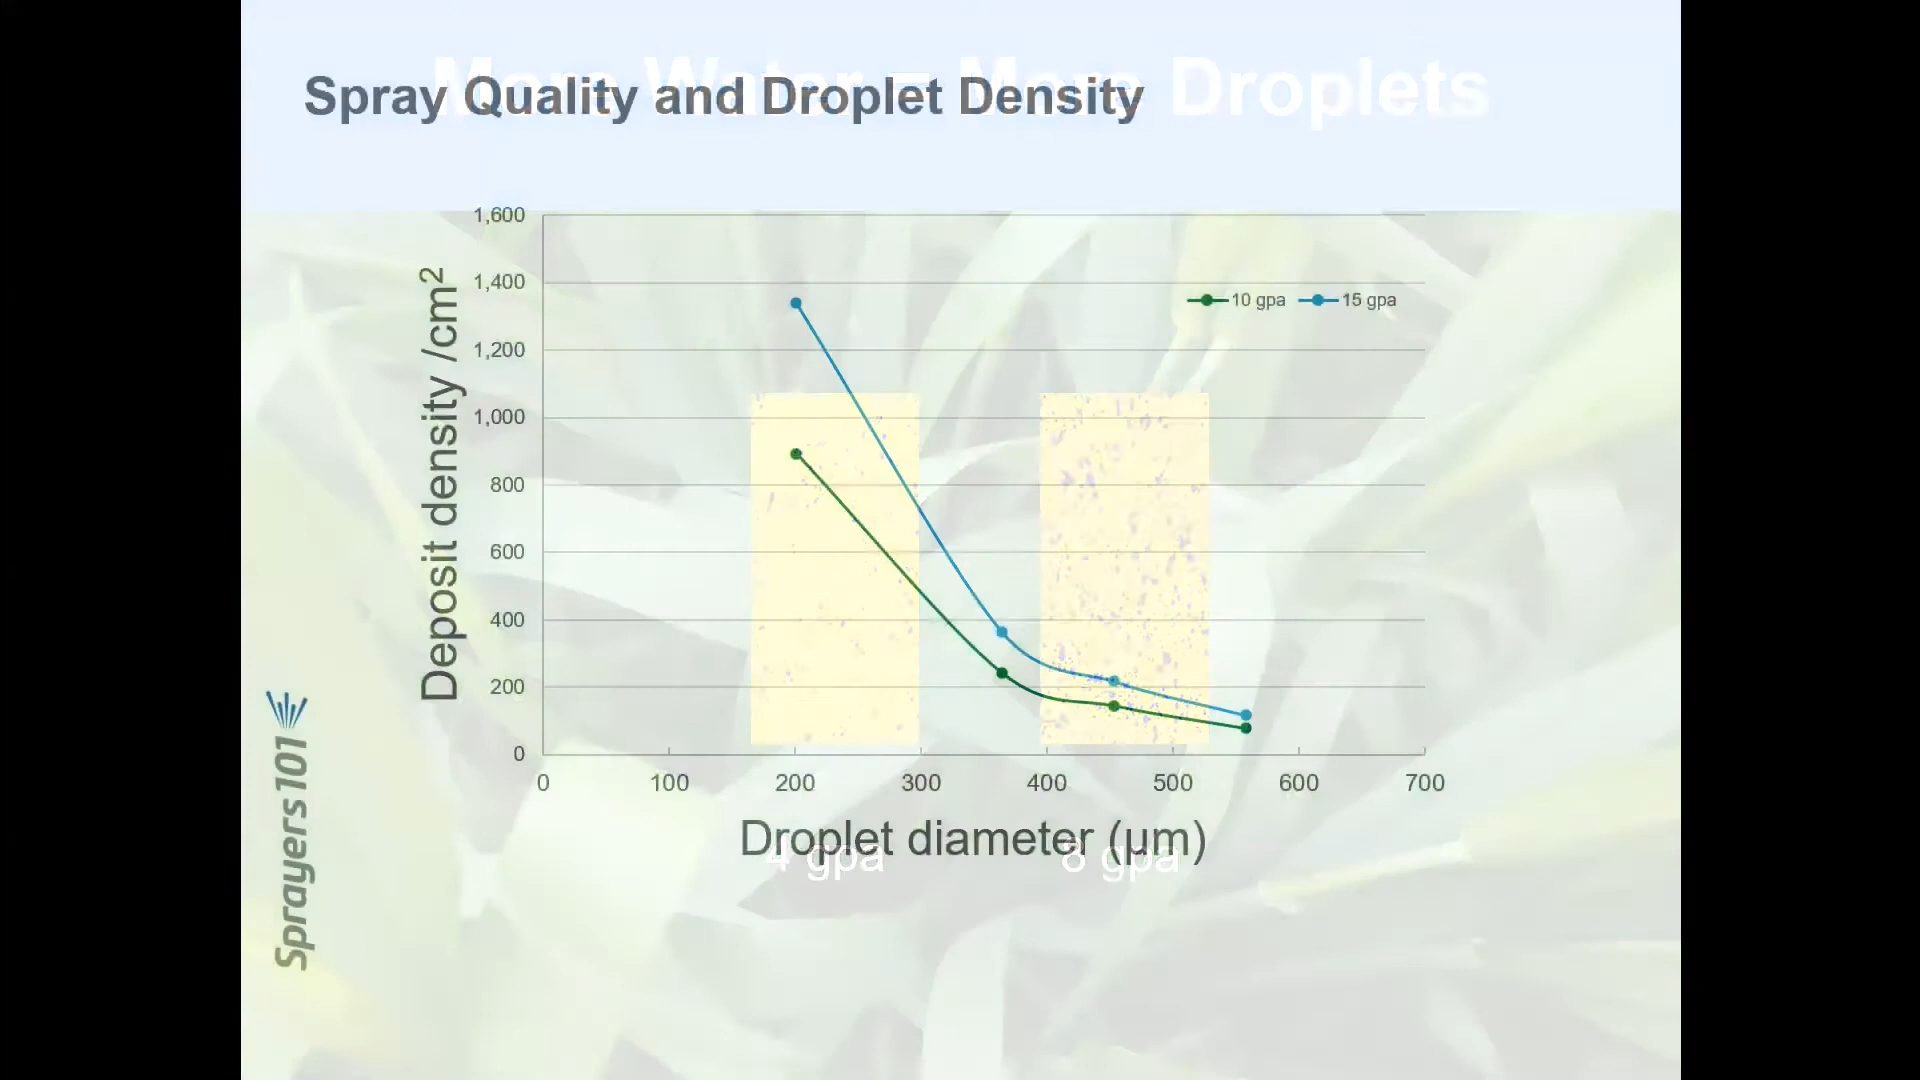 More Water = More Droplets
Spray Quality and Droplet Density
1,600
1,400
1,200
1,000
800
600
400
200
0
Deposit density /cm²
10 gpa 15 gpa
0 100 200 300 400 500 600 700
Droplet diameter (µm)
4 gpa 8 gpa
Sprayers101